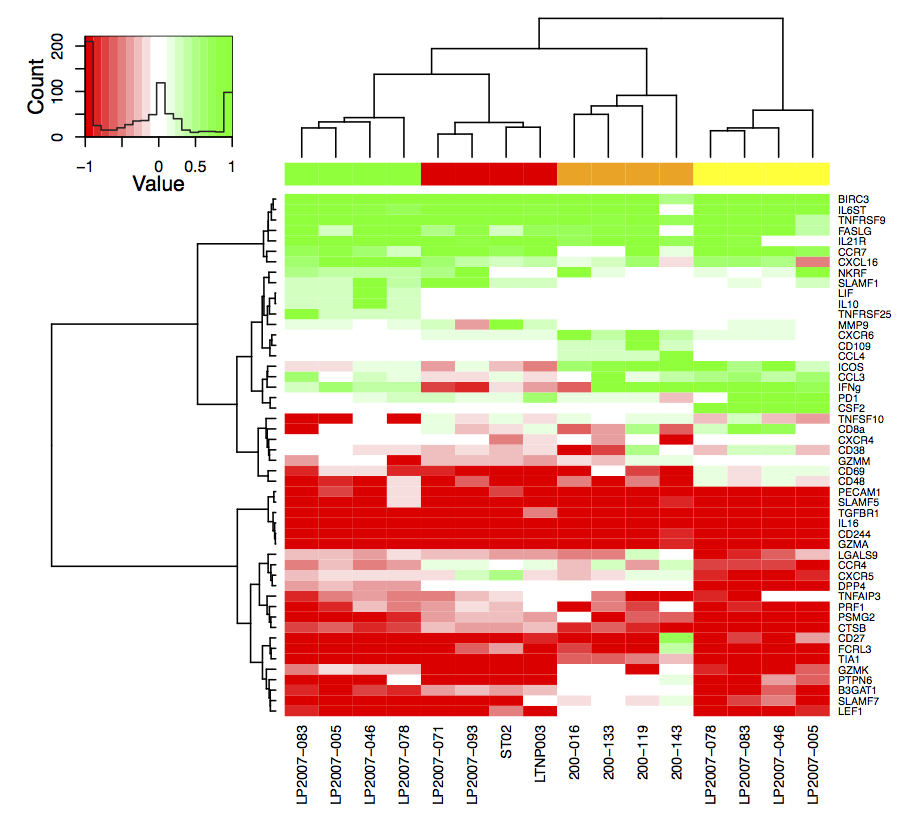 Count
200
100
0
−1
0
0.5
1
Value
BIRC3
IL6ST
TNFRSF9
FASLG
IL21R
CCR7
CXCL16
NKRF
SLAMF1
LIF
IL10
TNFRSF25
MMP9
CXCR6
CD109
CCL4
ICOS
CCL3
IFNg
PD1
CSF2
TNFSF10
CD8a
CXCR4
CD38
GZMM
CD69
CD48
PECAM1
SLAMF5
TGFBR1
IL16
CD244
GZMA
LGALS9
CCR4
CXCR5
DPP4
TNFAIP3
PRF1
PSMG2
CTSB
CD27
FCRL3
TIA1
GZMK
PTPN6
B3GAT1
SLAMF7
LEF1
LP2007−083
LP2007−005
LP2007−046
LP2007−078
LP2007−071
LP2007−093
ST02
LTNP003
200−016
200−133
200−119
200−143
LP2007−078
LP2007−083
LP2007−046
LP2007−005